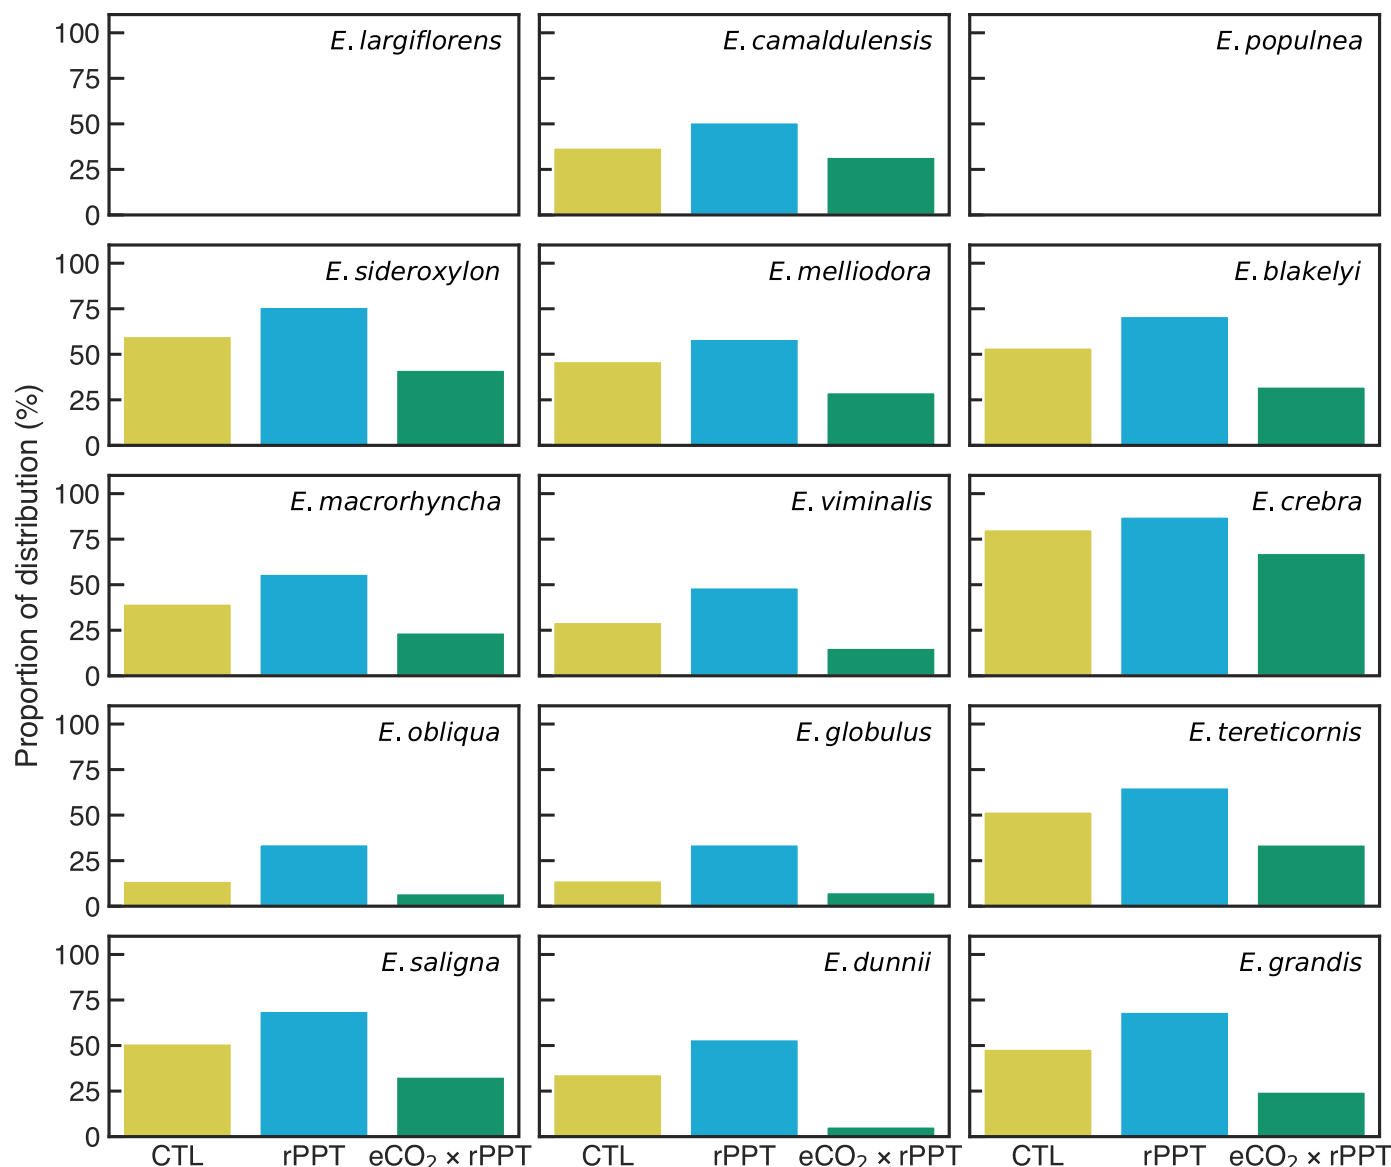 Proportion of distribution (%)
100
75
50
25
0
E. largiflorens
E. camaldulensis
E. populnea
100
75
50
25
0
E. sideroxylon
E. melliodora
E. blakelyi
100
75
50
25
0
E. macrorhyncha
E. viminalis
E. crebra
100
75
50
25
0
E. obliqua
E. globulus
E. tereticornis
100
75
50
25
0
E. saligna
E. dunnii
E. grandis
CTL rPPT eCO₂ × rPPT CTL rPPT eCO₂ × rPPT CTL rPPT eCO₂ × rPPT